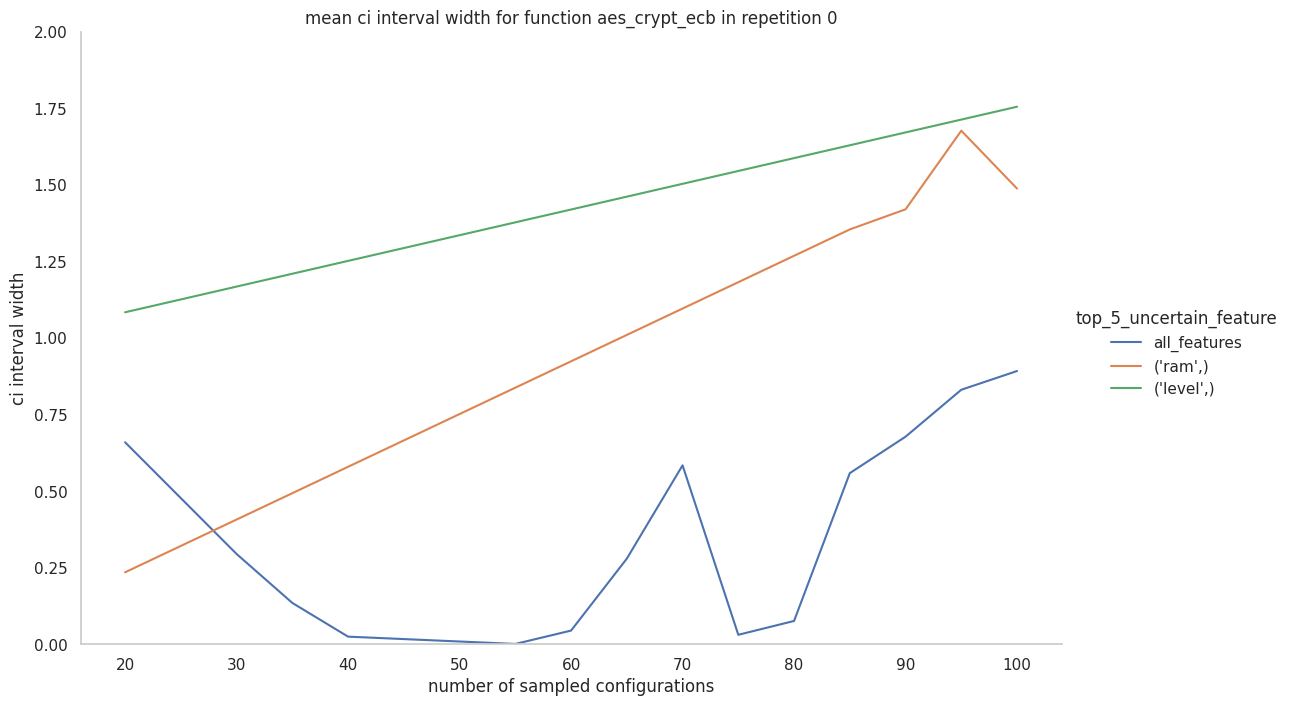 mean ci interval width for function aes_crypt_ecb in repetition 0
2.00
1.75
1.50
1.25
1.00
0.75
0.50
0.25
0.00
ci interval width
20 30 40 50 60 70 80 90 100
number of sampled configurations
top_5_uncertain_feature
all_features
('ram',)
('level',)